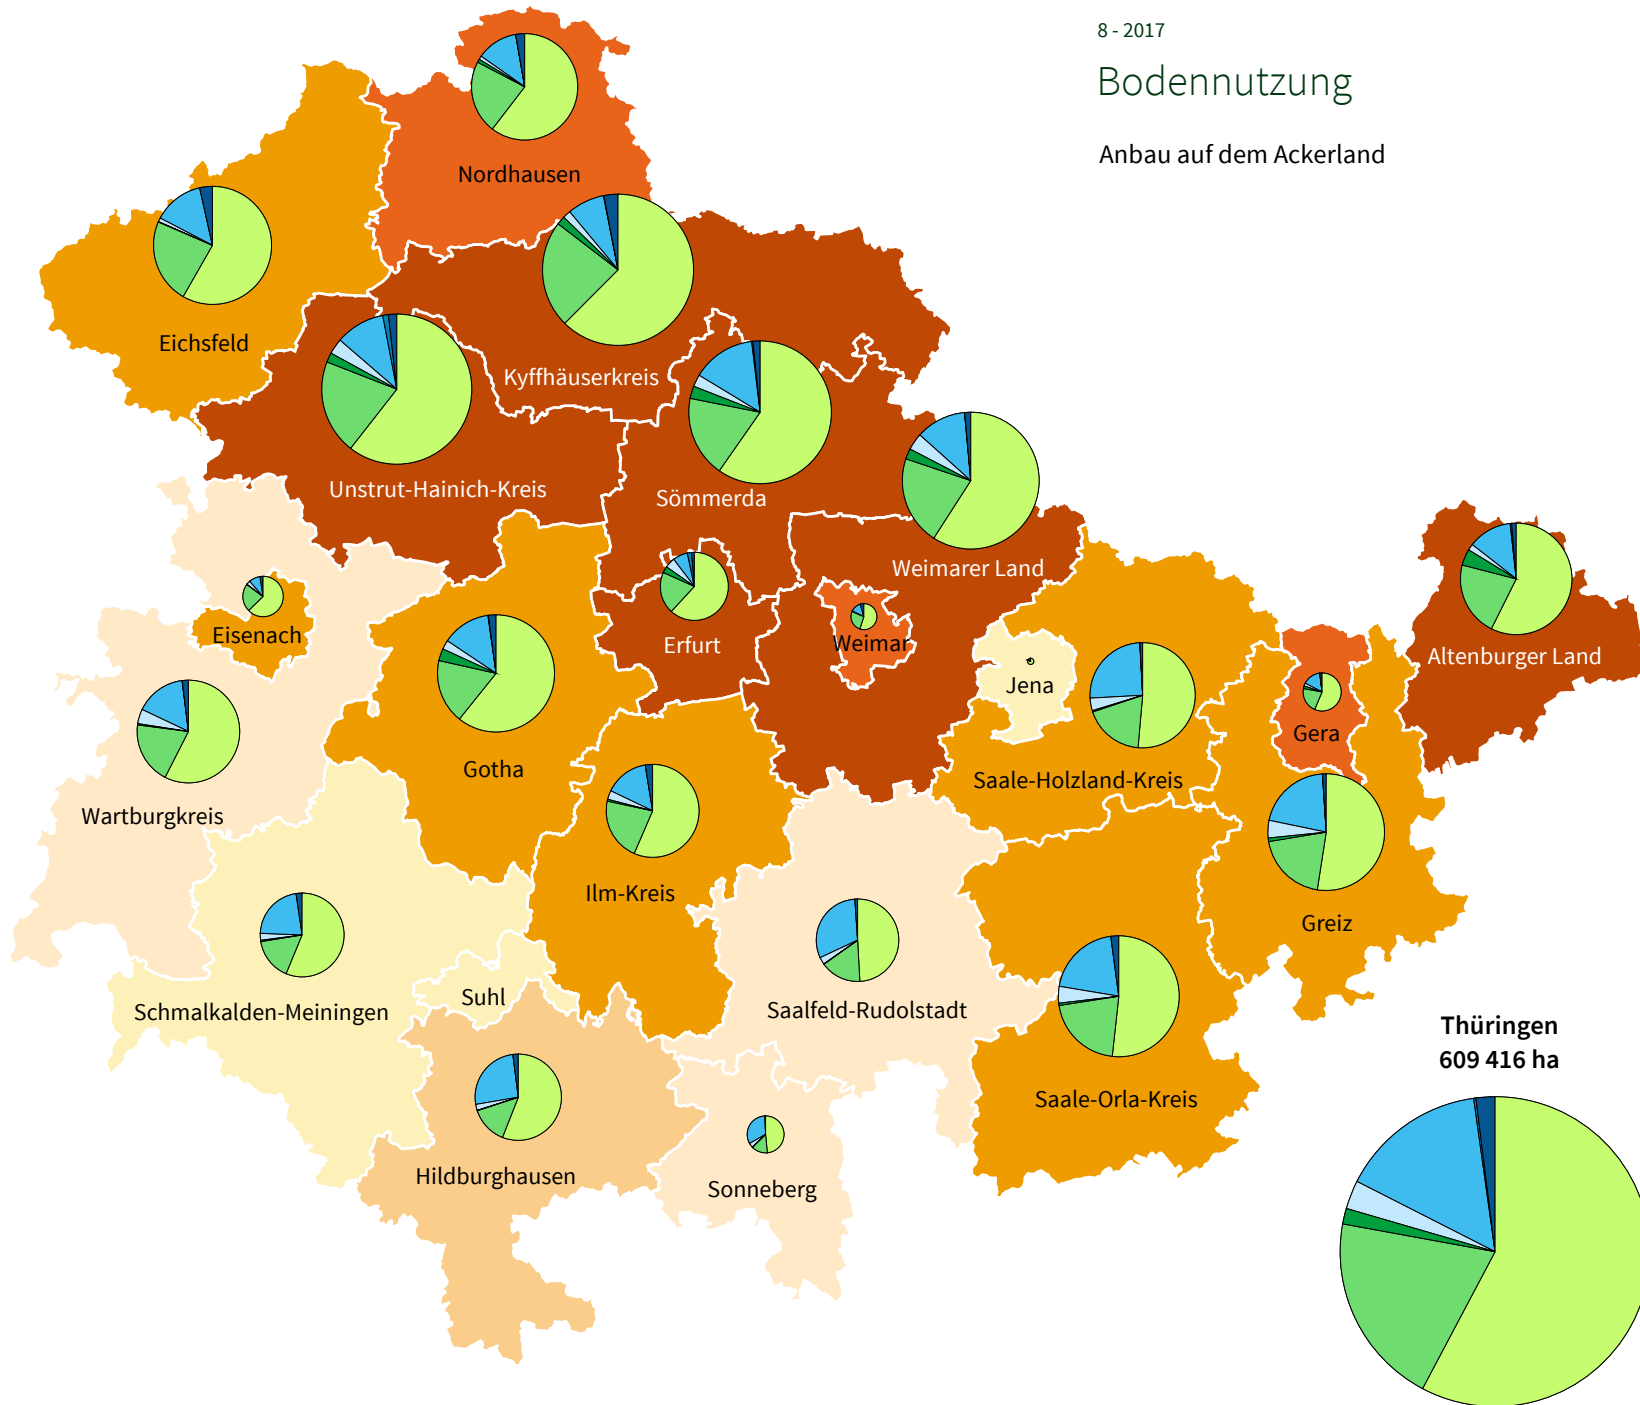 8 - 2017
Bodennutzung
Anbau auf dem Ackerland
Nordhausen
Eichsfeld
Kyffhäuserkreis
Unstrut-Hainich-Kreis
Sömmerda
Weimarer Land
Eisenach
Erfurt
Weimar
Altenburger Land
Jena
Gera
Gotha
Saale-Holzland-Kreis
Wartburgkreis
Ilm-Kreis
Greiz
Suhl
Schmalkalden-Meiningen
Saalfeld-Rudolstadt
Thüringen
609 416 ha
Saale-Orla-Kreis
Hildburghausen
Sonneberg